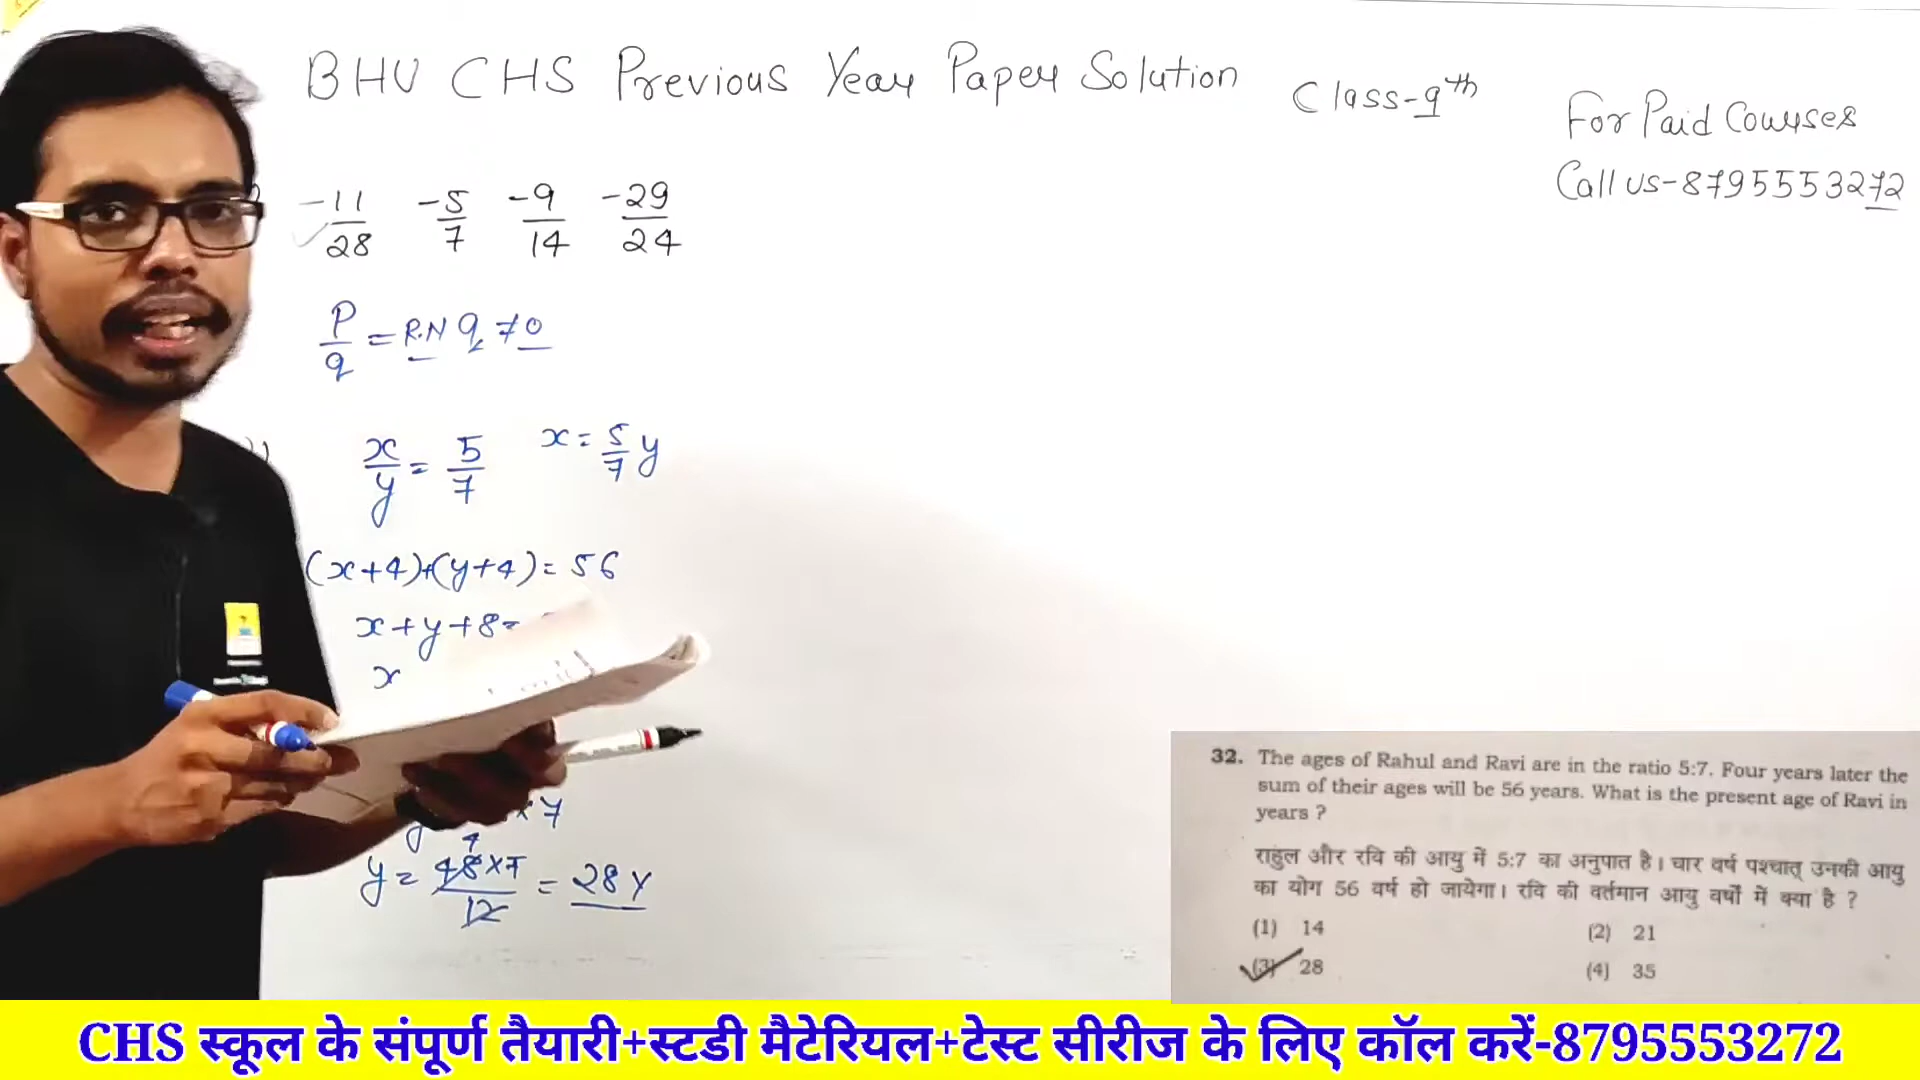 BHU CHS Previous Year Paper Solution Class-9th
For Paid Courses
Call us-8795553272
-11/28 -5/7 -9/14 -29/24
P/q = R.N q ≠ 0
x/y = 5/7 x = 5/7 y
(x+4)+(y+4) = 56
x+y+8=
x
×7
y = 48×7/12 = 28 Y
32. The ages of Rahul and Ravi are in the ratio 5:7. Four years later the
sum of their ages will be 56 years. What is the present age of Ravi in
years ?
राहुल और रवि की आयु में 5:7 का अनुपात है। चार वर्ष पश्चात् उनकी आयु
का योग 56 वर्ष हो जायेगा। रवि की वर्तमान आयु वर्षों में क्या है ?
(1) 14 (2) 21
(3) 28 (4) 35
CHS स्कूल के संपूर्ण तैयारी+स्टडी मैटेरियल+टेस्ट सीरीज के लिए कॉल करें-8795553272